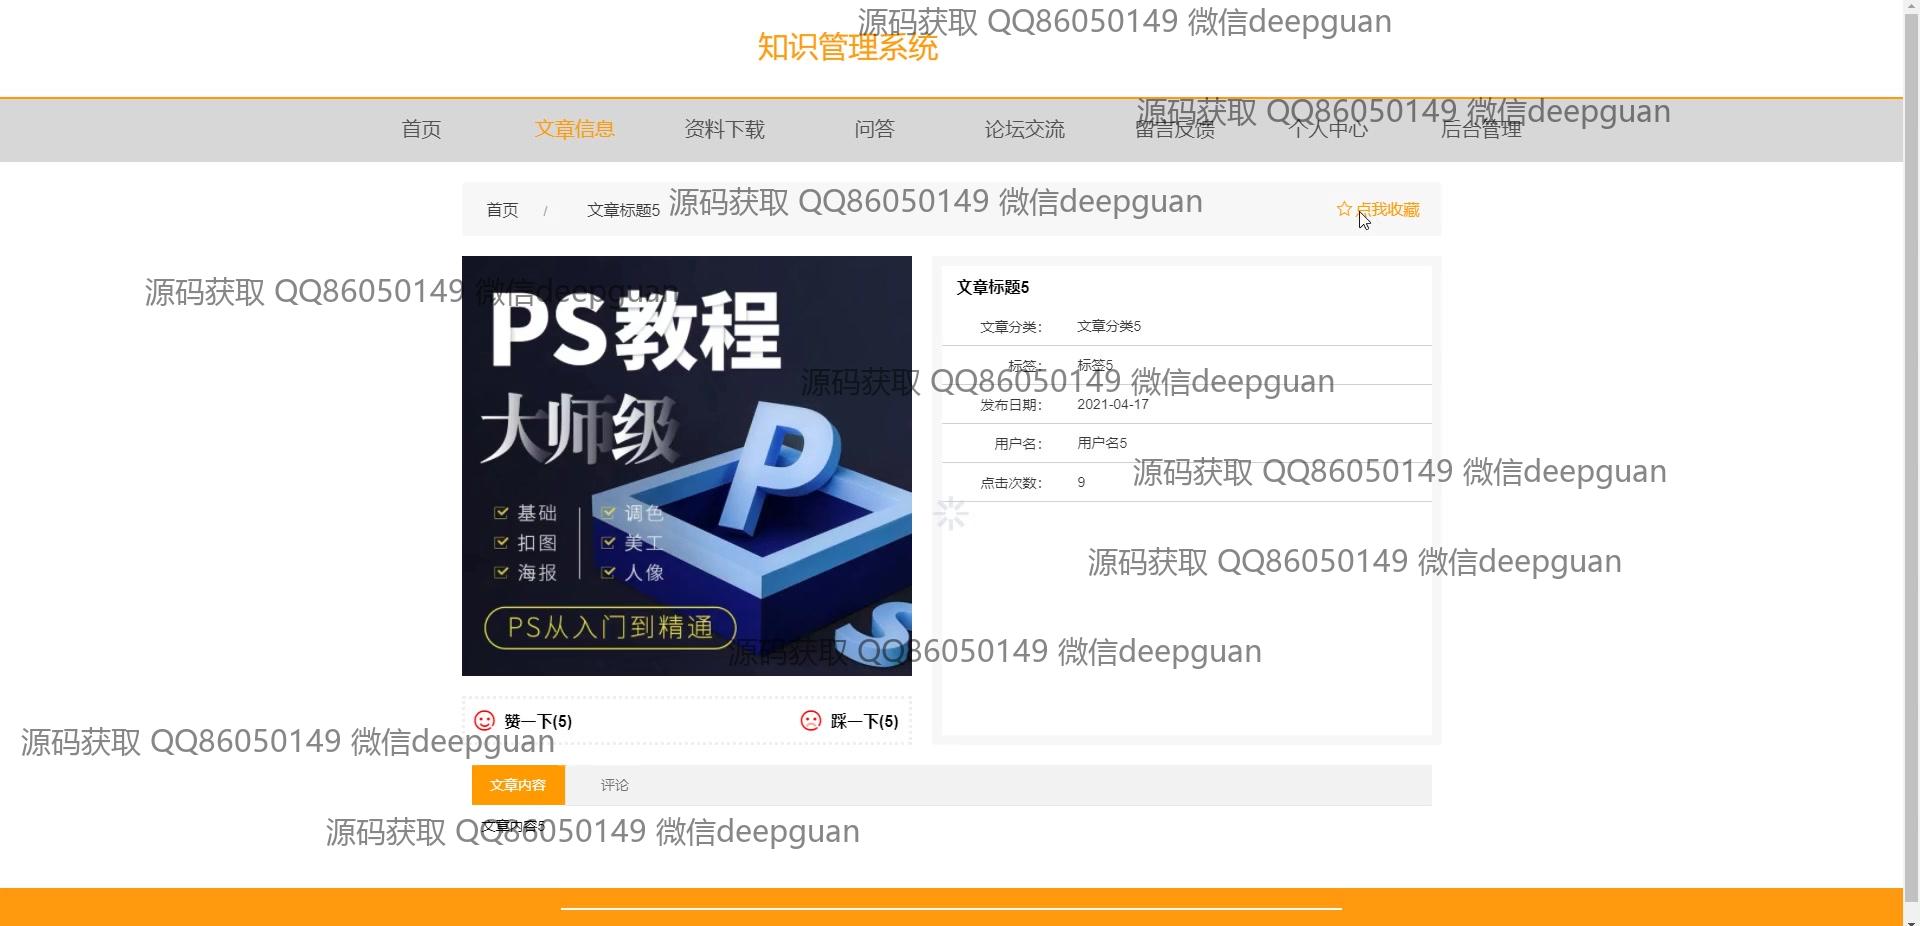 源码获取 QQ86050149 微信deepguan
知识管理系统
源码获取 QQ86050149 微信deepguan
首页 文章信息 资料下载 问答 论坛交流 留言反馈 个人中心 后台管理
源码获取 QQ86050149 微信deepguan
首页 / 文章标题5 点我收藏
源码获取 QQ86050149 微信deepguan
PS教程
大师级
基础 调色
扣图 美工
海报 人像
PS从入门到精通
文章标题5
文章分类: 文章分类5
标签: 标签5
源码获取 QQ86050149 微信deepguan
发布日期: 2021-04-17
用户名: 用户名5
源码获取 QQ86050149 微信deepguan
点击次数: 9
源码获取 QQ86050149 微信deepguan
源码获取 QQ86050149 微信deepguan
赞一下(5) 踩一下(5)
源码获取 QQ86050149 微信deepguan
文章内容 评论
文章内容5
源码获取 QQ86050149 微信deepguan